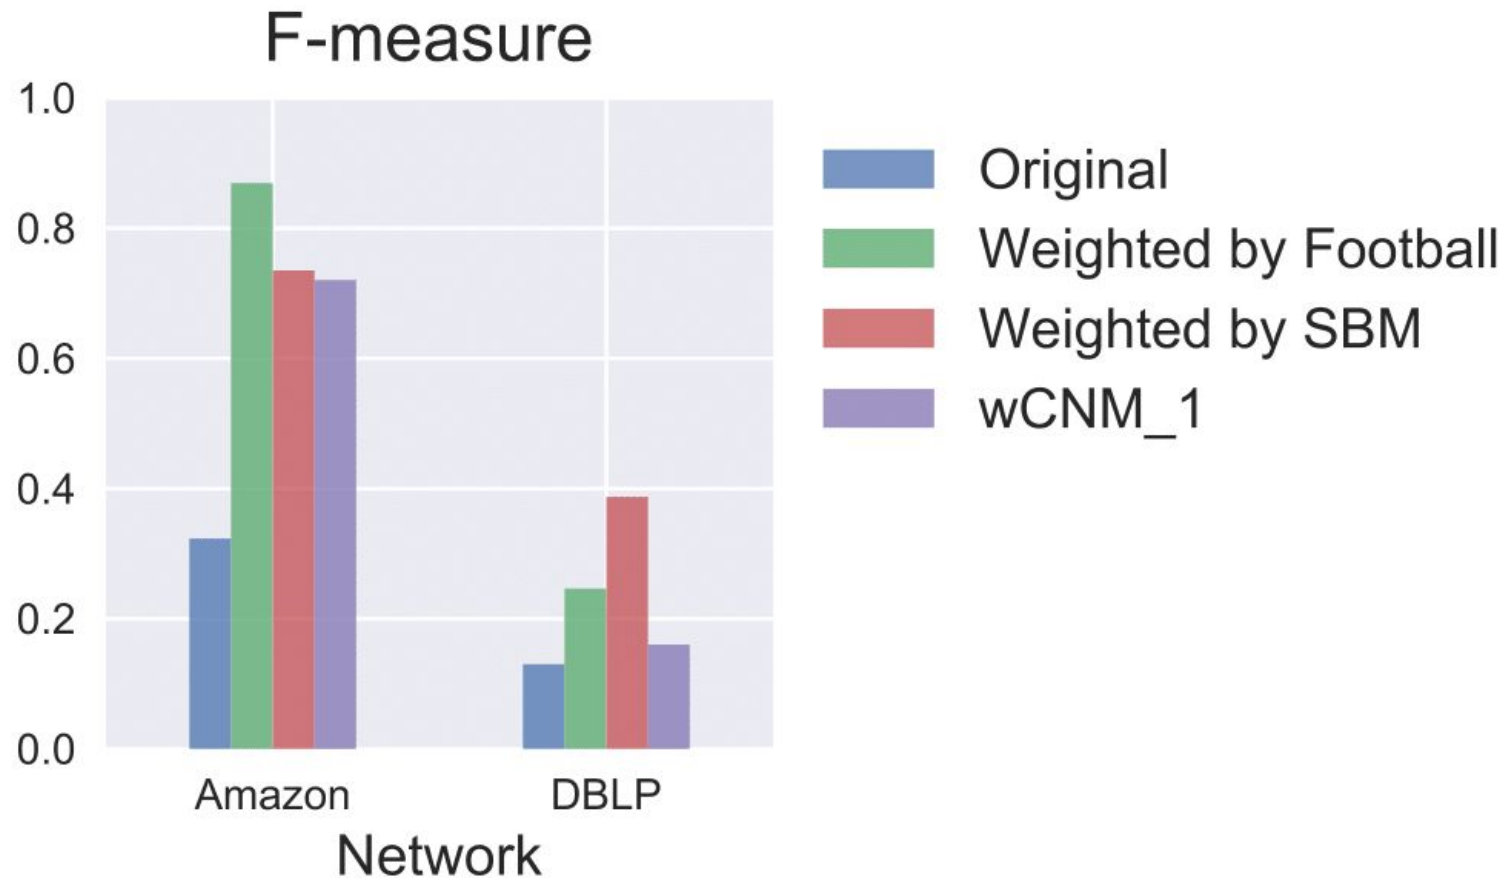 F-measure
1.0
0.8
0.6
0.4
0.2
0.0
Amazon DBLP
Network
Original
Weighted by Football
Weighted by SBM
wCNM_1